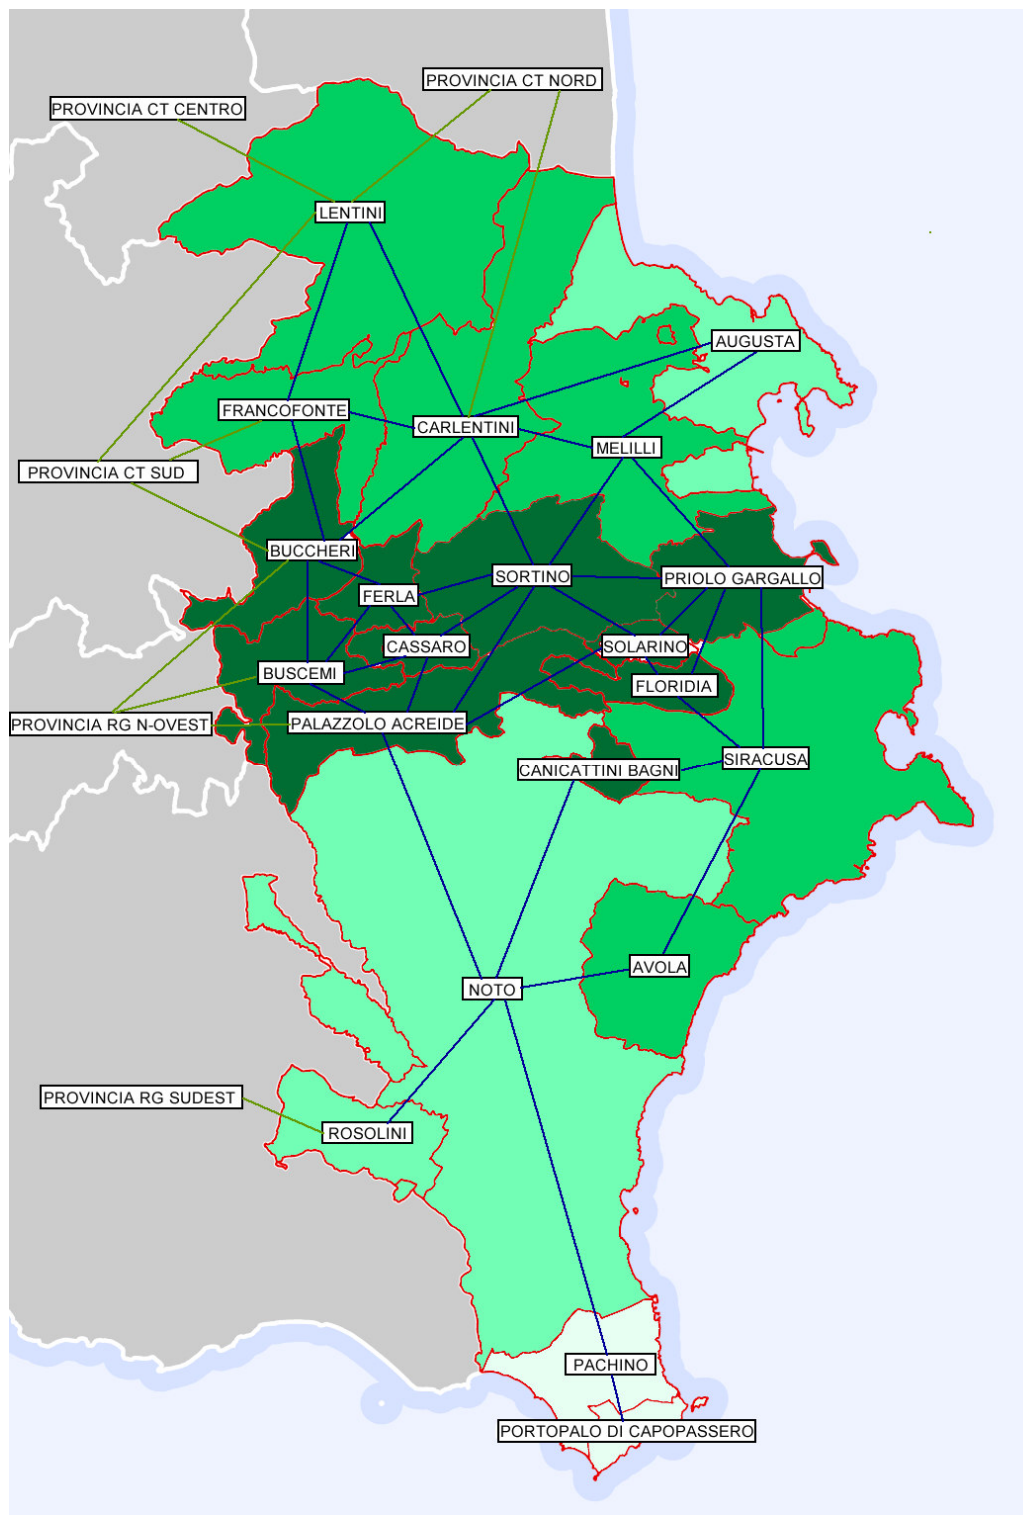 PROVINCIA CT NORD
PROVINCIA CT CENTRO
LENTINI
AUGUSTA
FRANCOFONTE
CARLENTINI
MELILLI
PROVINCIA CT SUD
BUCCHERI
SORTINO
PRIOLO GARGALLO
FERLA
CASSARO
SOLARINO
BUSCEMI
FLORIDIA
PROVINCIA RG N-OVEST
PALAZZOLO ACREIDE
SIRACUSA
CANICATTINI BAGNI
AVOLA
NOTO
PROVINCIA RG SUDEST
ROSOLINI
PACHINO
PORTOPALO DI CAPOPASSERO